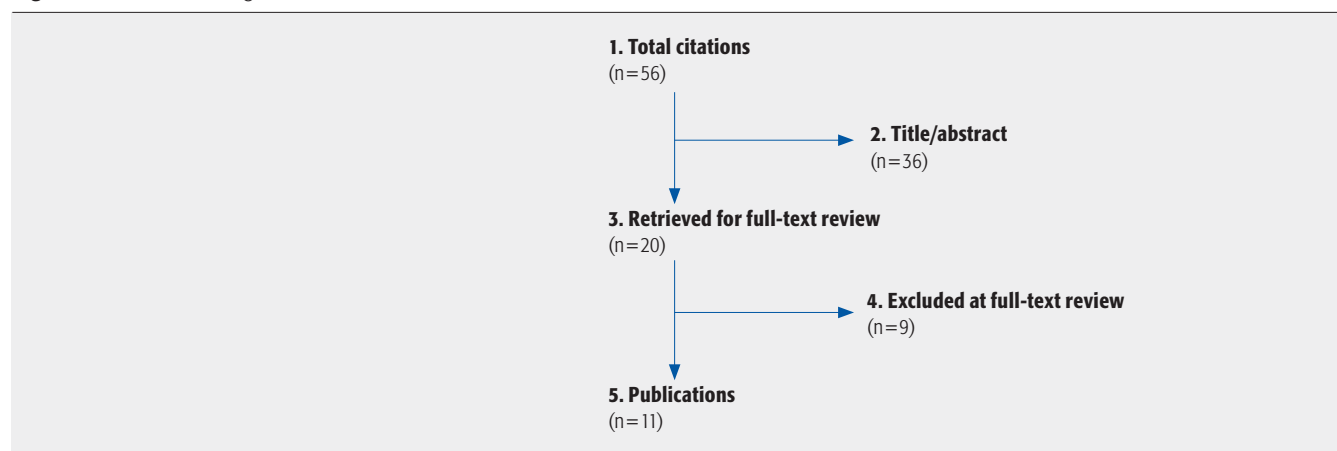 1. Total citations
(n=56)
2. Title/abstract
(n=36)
3. Retrieved for full-text review
(n=20)
4. Excluded at full-text review
(n=9)
5. Publications
(n=11)